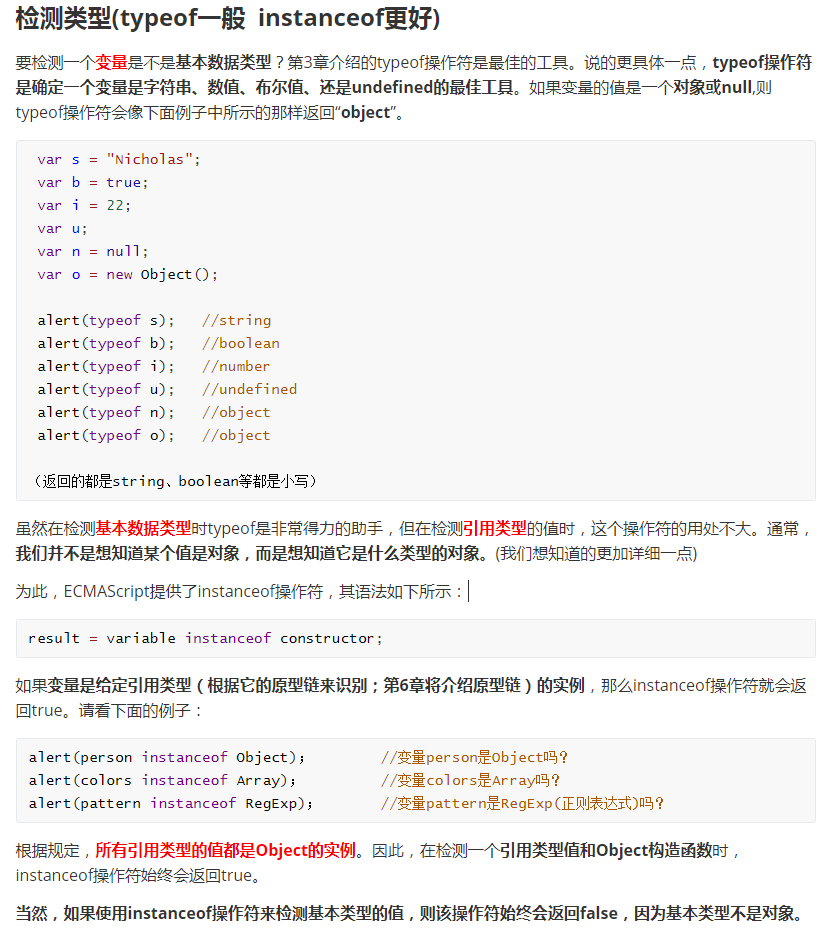 检测类型(typeof一般  instanceof更好)
要检测一个变量是不是基本数据类型？第3章介绍的typeof操作符是最佳的工具。说的更具体一点，typeof操作符
是确定一个变量是字符串、数值、布尔值、还是undefined的最佳工具。如果变量的值是一个对象或null,则
typeof操作符会像下面例子中所示的那样返回“object”。
var s = "Nicholas";
var b = true;
var i = 22;
var u;
var n = null;
var o = new Object();
alert(typeof s);   //string
alert(typeof b);   //boolean
alert(typeof i);   //number
alert(typeof u);   //undefined
alert(typeof n);   //object
alert(typeof o);   //object
（返回的都是string、boolean等都是小写）
虽然在检测基本数据类型时typeof是非常得力的助手，但在检测引用类型的值时，这个操作符的用处不大。通常，
我们并不是想知道某个值是对象，而是想知道它是什么类型的对象。(我们想知道的更加详细一点)
为此，ECMAScript提供了instanceof操作符，其语法如下所示：
result = variable instanceof constructor;
如果变量是给定引用类型（根据它的原型链来识别；第6章将介绍原型链）的实例，那么instanceof操作符就会返
回true。请看下面的例子：
alert(person instanceof Object);         //变量person是Object吗？
alert(colors instanceof Array);          //变量colors是Array吗？
alert(pattern instanceof RegExp);        //变量pattern是RegExp(正则表达式)吗？
根据规定，所有引用类型的值都是Object的实例。因此，在检测一个引用类型值和Object构造函数时，
instanceof操作符始终会返回true。
当然，如果使用instanceof操作符来检测基本类型的值，则该操作符始终会返回false，因为基本类型不是对象。